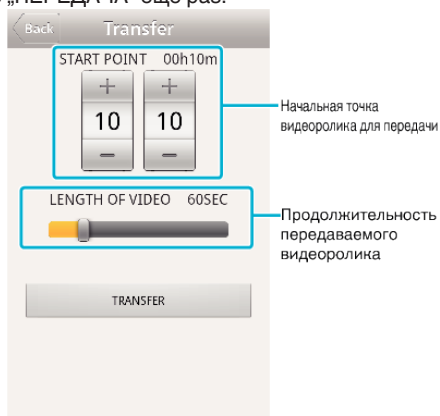 „ПЕРЕДАЧА" еще раз.
Back Transfer
START POINT 00h10m
+ +
10 10
− −
Начальная точка
видеоролика для передачи
LENGTH OF VIDEO 60SEC
Продолжительность
передаваемого
видеоролика
TRANSFER